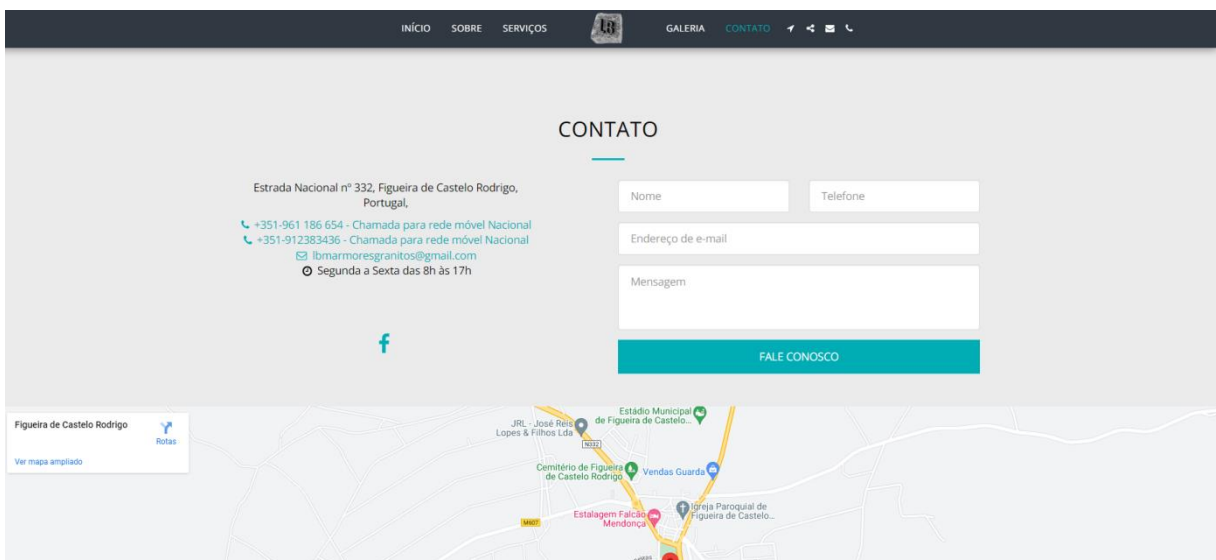 INÍCIO SOBRE SERVIÇOS LB GALERIA CONTATO
CONTATO
Estrada Nacional nº 332, Figueira de Castelo Rodrigo,
Portugal,
+351-961 186 654 - Chamada para rede móvel Nacional
+351-912383436 - Chamada para rede móvel Nacional
lbmarmoresgranitos@gmail.com
Segunda a Sexta das 8h às 17h
Nome
Telefone
Endereço de e-mail
Mensagem
FALE CONOSCO
Figueira de Castelo Rodrigo
Rotas
Ver mapa ampliado
Estádio Municipal
de Figueira de Castelo...
JRL - José Reis
Lopes & Filhos Lda
N332
Cemitério de Figueira
de Castelo Rodrigo
Vendas Guarda
Igreja Paroquial de
Figueira de Castelo...
Estalagem Falcão
Mendonça
M607